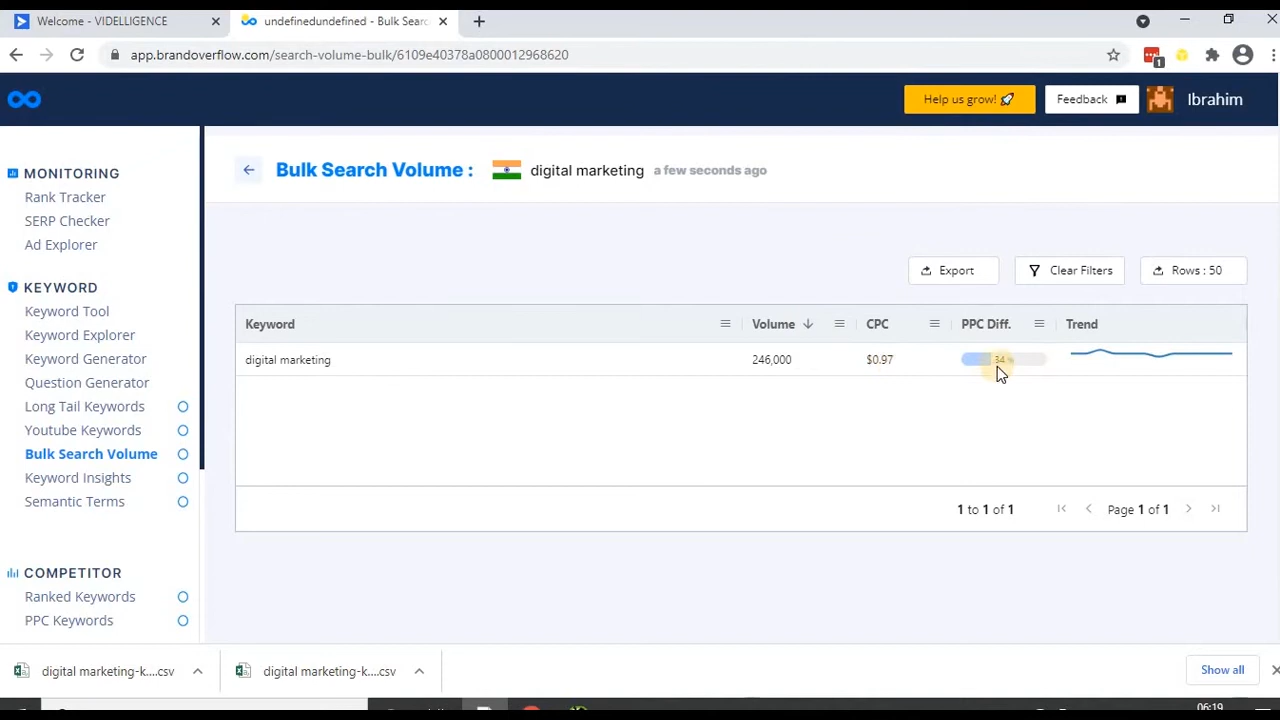 Welcome - VIDELLIGENCE
undefinedundefined - Bulk Searc
app.brandoverflow.com/search-volume-bulk/6109e40378a0800012968620
1
Help us grow!
Feedback
Ibrahim
MONITORING
Rank Tracker
SERP Checker
Ad Explorer
KEYWORD
Keyword Tool
Keyword Explorer
Keyword Generator
Question Generator
Long Tail Keywords
Youtube Keywords
Bulk Search Volume
Keyword Insights
Semantic Terms
COMPETITOR
Ranked Keywords
PPC Keywords
Bulk Search Volume :
digital marketing
a few seconds ago
Export
Clear Filters
Rows : 50
Keyword
Volume
CPC
PPC Diff.
Trend
digital marketing
246,000
$0.97
34 %
1 to 1 of 1
Page 1 of 1
digital marketing-k....csv
digital marketing-k....csv
Show all
06:19